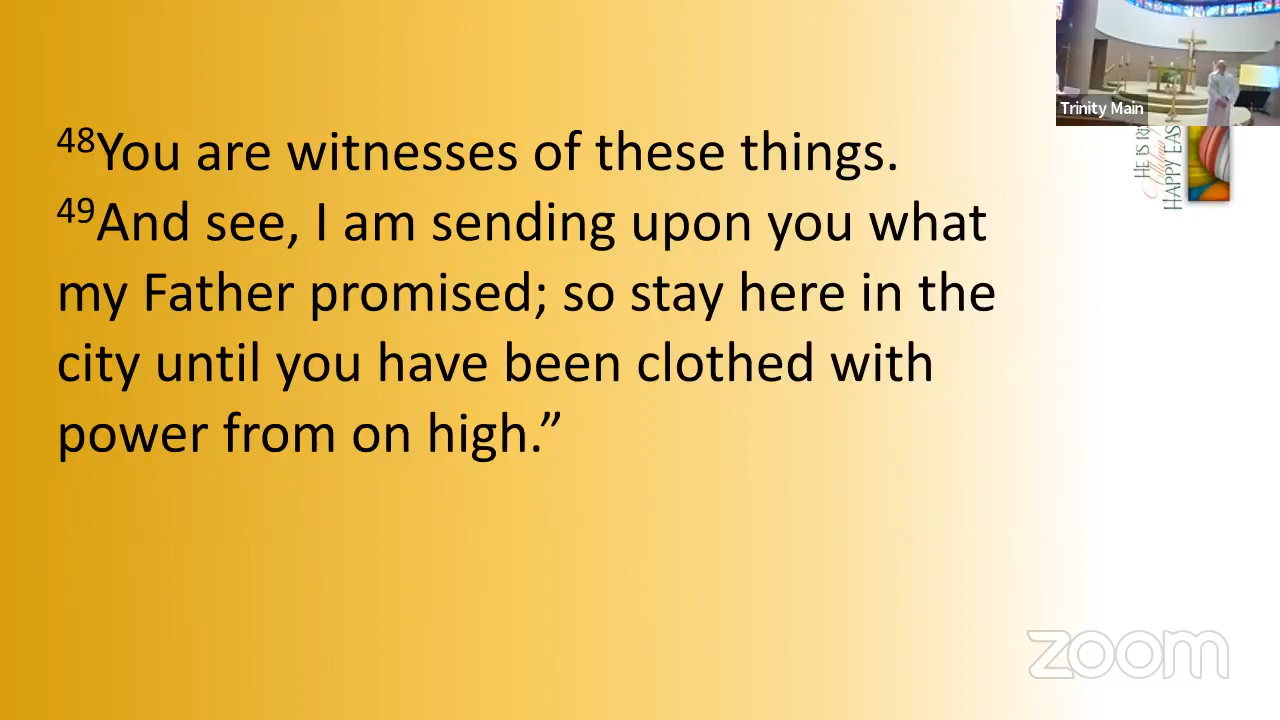 48You are witnesses of these things.
49And see, I am sending upon you what
my Father promised; so stay here in the
city until you have been clothed with
power from on high.”
Trinity Main
HE IS
HAPPY EAS
zoom